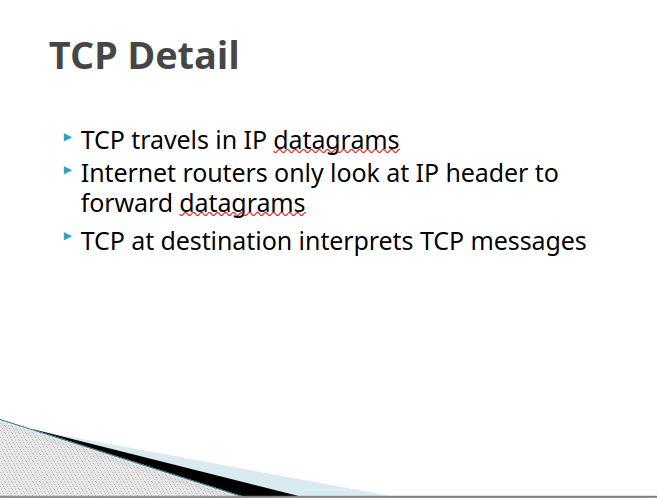 TCP Detail
TCP travels in IP datagrams
Internet routers only look at IP header to
forward datagrams
TCP at destination interprets TCP messages